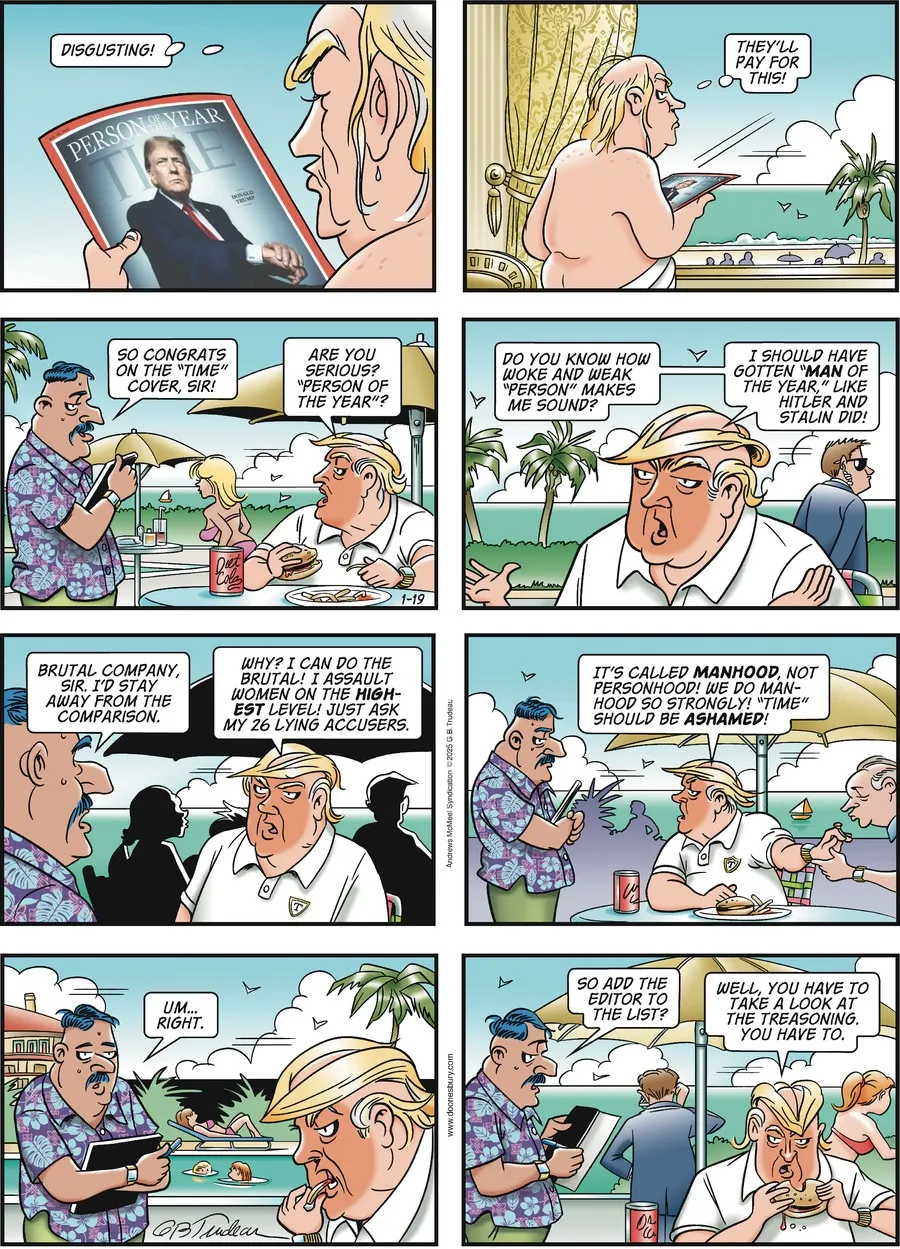 DISGUSTING!
PERSON OF THE YEAR
TIME
DONALD
TRUMP
THEY'LL
PAY FOR
THIS!
SO CONGRATS
ON THE "TIME"
COVER, SIR!
ARE YOU
SERIOUS?
"PERSON OF
THE YEAR"?
Diet
Cola
1-19
DO YOU KNOW HOW
WOKE AND WEAK
"PERSON" MAKES
ME SOUND?
I SHOULD HAVE
GOTTEN "MAN OF
THE YEAR," LIKE
HITLER AND
STALIN DID!
BRUTAL COMPANY,
SIR. I'D STAY
AWAY FROM THE
COMPARISON.
WHY? I CAN DO THE
BRUTAL! I ASSAULT
WOMEN ON THE HIGH-
EST LEVEL! JUST ASK
MY 26 LYING ACCUSERS.
T
Andrews McMeel Syndication © 2025 G.B. Trudeau
IT'S CALLED MANHOOD, NOT
PERSONHOOD! WE DO MAN-
HOOD SO STRONGLY! "TIME"
SHOULD BE ASHAMED!
T
UM...
RIGHT.
GBTrudeau
www.doonesbury.com
SO ADD THE
EDITOR TO
THE LIST?
WELL, YOU HAVE TO
TAKE A LOOK AT
THE TREASONING.
YOU HAVE TO.